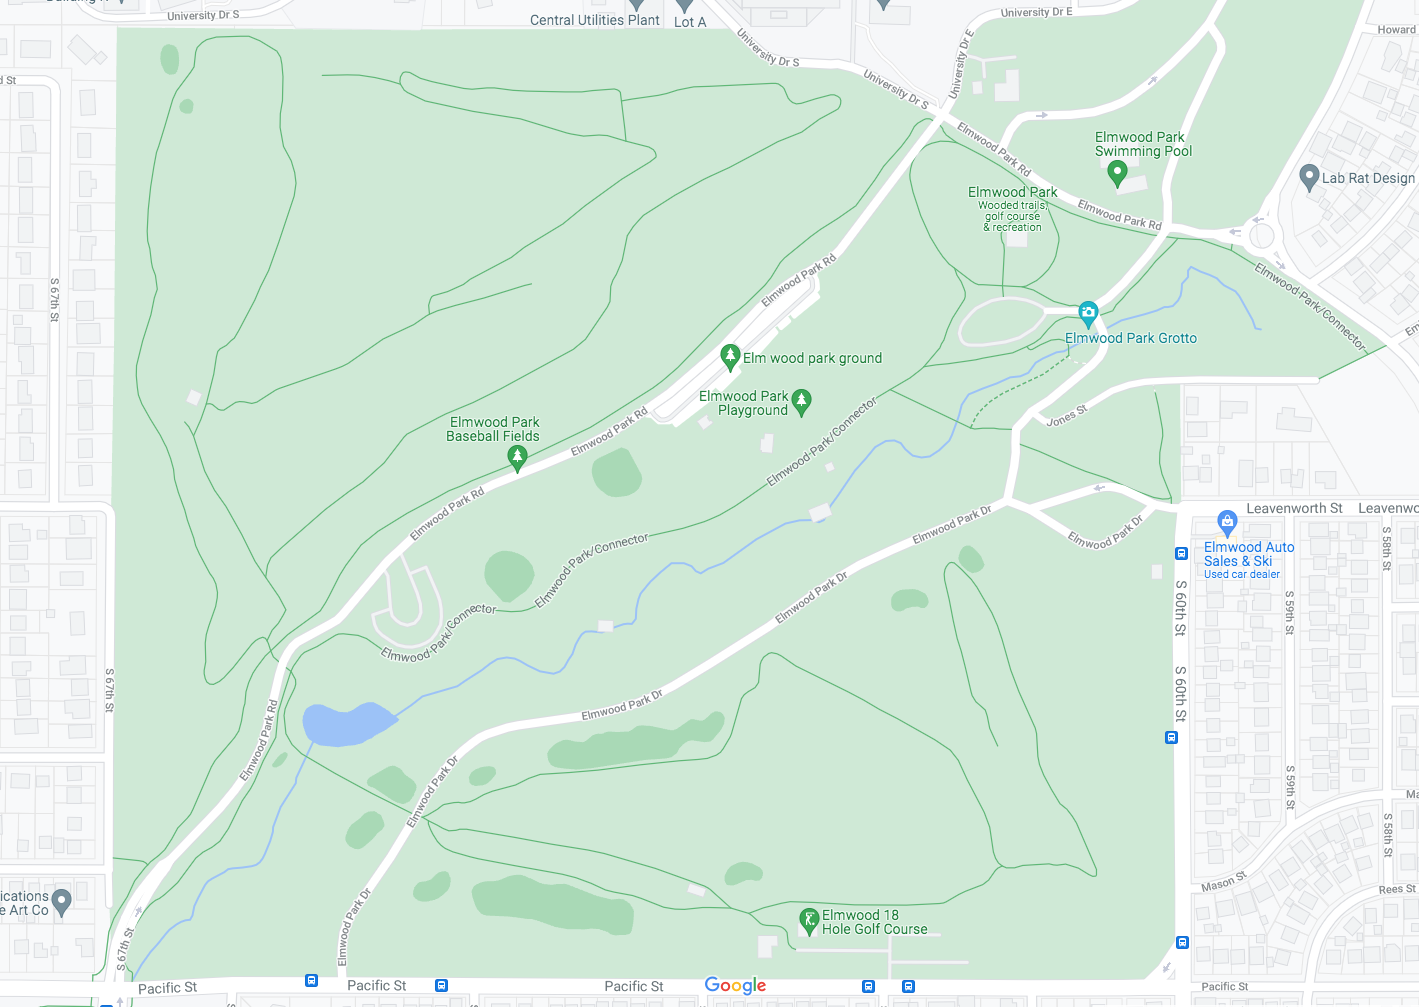 Building K
University Dr S
Central Utilities Plant
Lot A
University Dr E
Howard
University Dr S
University Dr E
University Dr S
Elmwood Park Rd
Elmwood Park
Swimming Pool
Lab Rat Design
Elmwood Park
Wooded trails,
golf course
& recreation
Elmwood Park Rd
d St
S 67th St
Elmwood Park Rd
Elmwood-Park/Connector
Elmwood Park Grotto
Elm wood park ground
Elmwood Park
Playground
Elmwood Park
Baseball Fields
Elmwood Park Rd
Jones St
Elmwood-Park/Connector
Elmwood Park Rd
Leavenworth St
Leavenwo
Elmwood Park Dr
Elmwood Park Dr
S 58th St
Elmwood Auto
Sales & Ski
Used car dealer
Elmwood-Park/Connector
Elmwood Park Dr
S 60th St
S 59th St
Elmwood-Park/Connector
S 67th St
S 60th St
Elmwood Park Dr
Elmwood Park Rd
Elmwood Park Dr
S 59th St
Ma
S 58th St
Mason St
Rees St
ications
e Art Co
Elmwood 18
Hole Golf Course
Elmwood Park Dr
S 67th St
Pacific St
Pacific St
Pacific St
Google
Pacific St